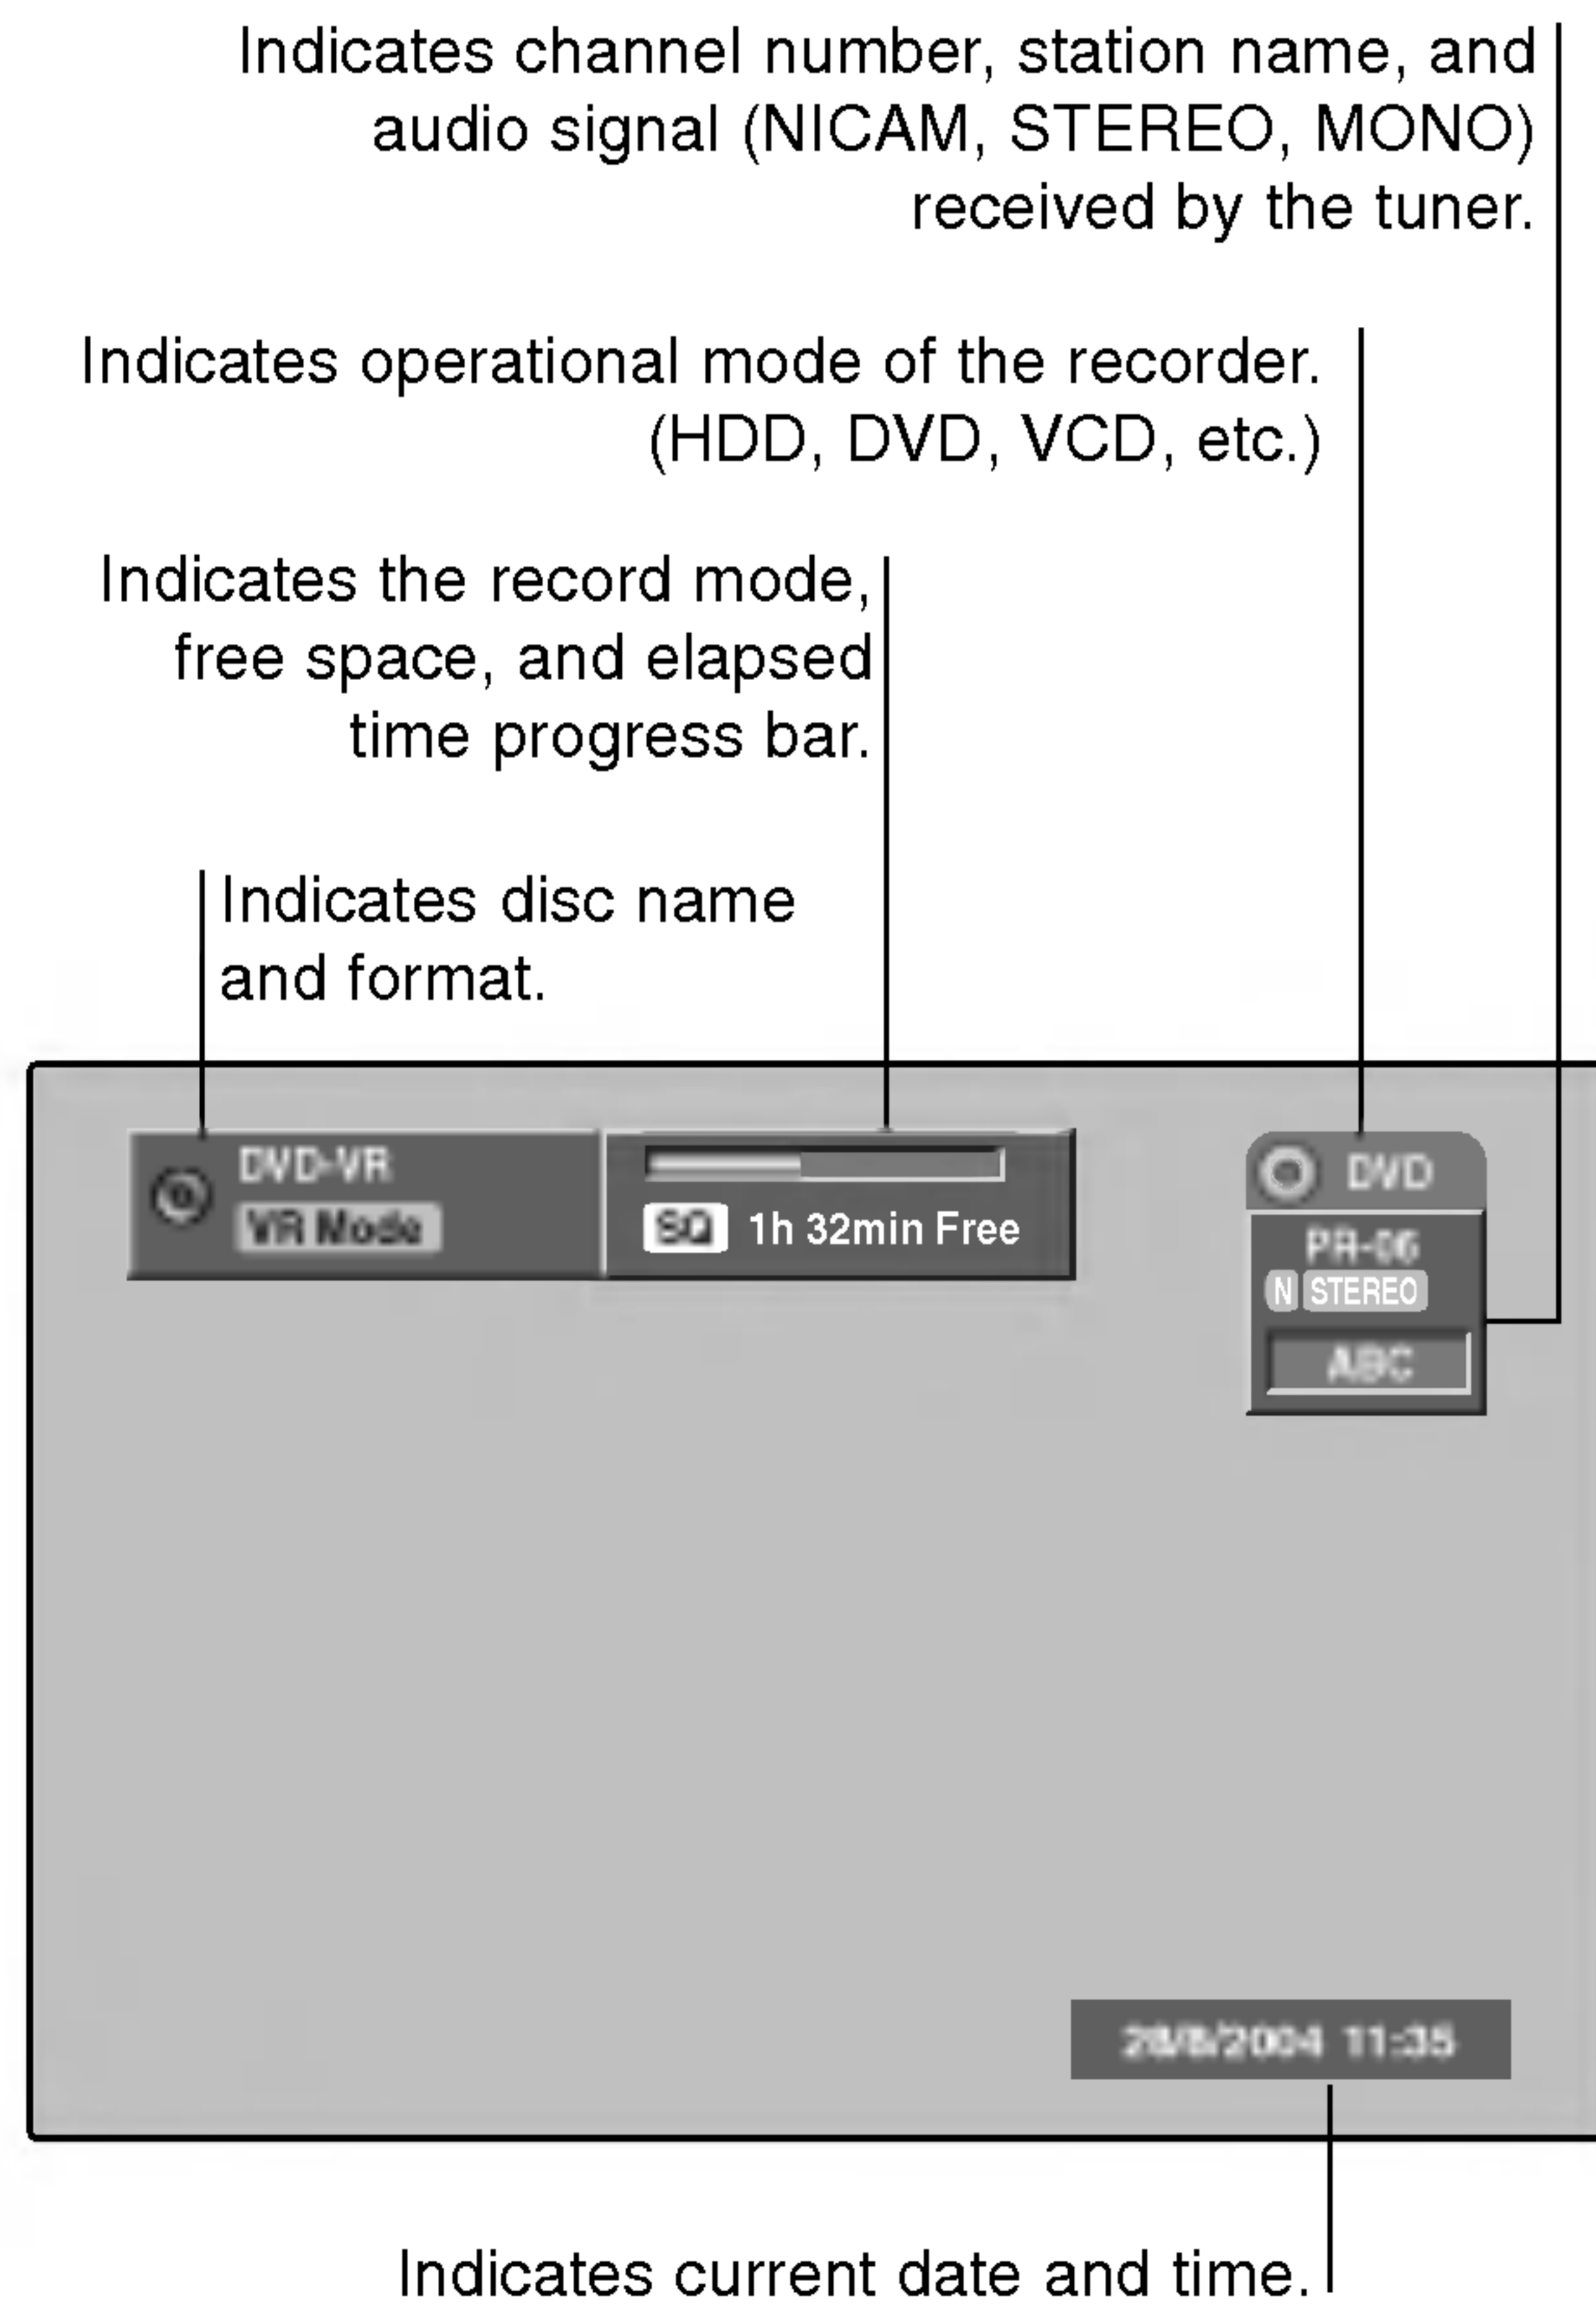 Indicates channel number, station name, and
audio signal (NICAM, STEREO, MONO)
received by the tuner.
Indicates operational mode of the recorder.
(HDD, DVD, VCD, etc.)
Indicates the record mode,
free space, and elapsed
time progress bar.
Indicates disc name
and format.
DVD-VR
VR Mode
SQ 1h 32min Free
DVD
PR-06
N STEREO
ABC
28/8/2004 11:35
Indicates current date and time.